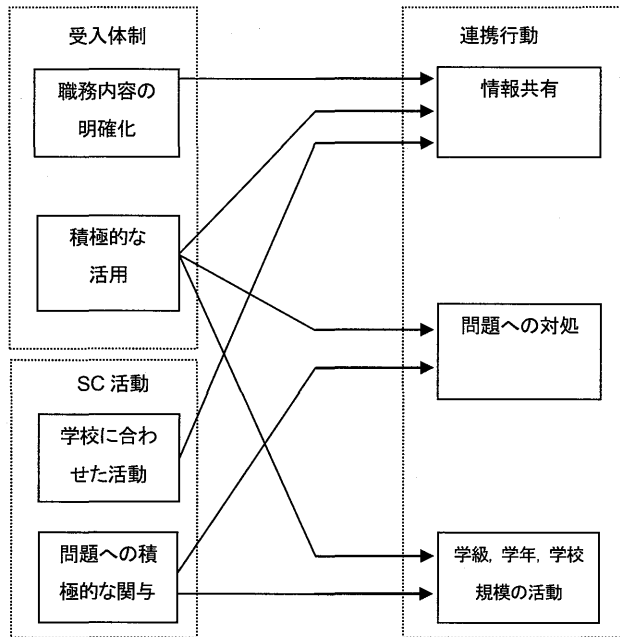 受入体制
職務内容の
明確化
積極的な
活用
SC 活動
学校に合わ
せた活動
問題への積
極的な関与
連携行動
情報共有
問題への対処
学級, 学年, 学校
規模の活動